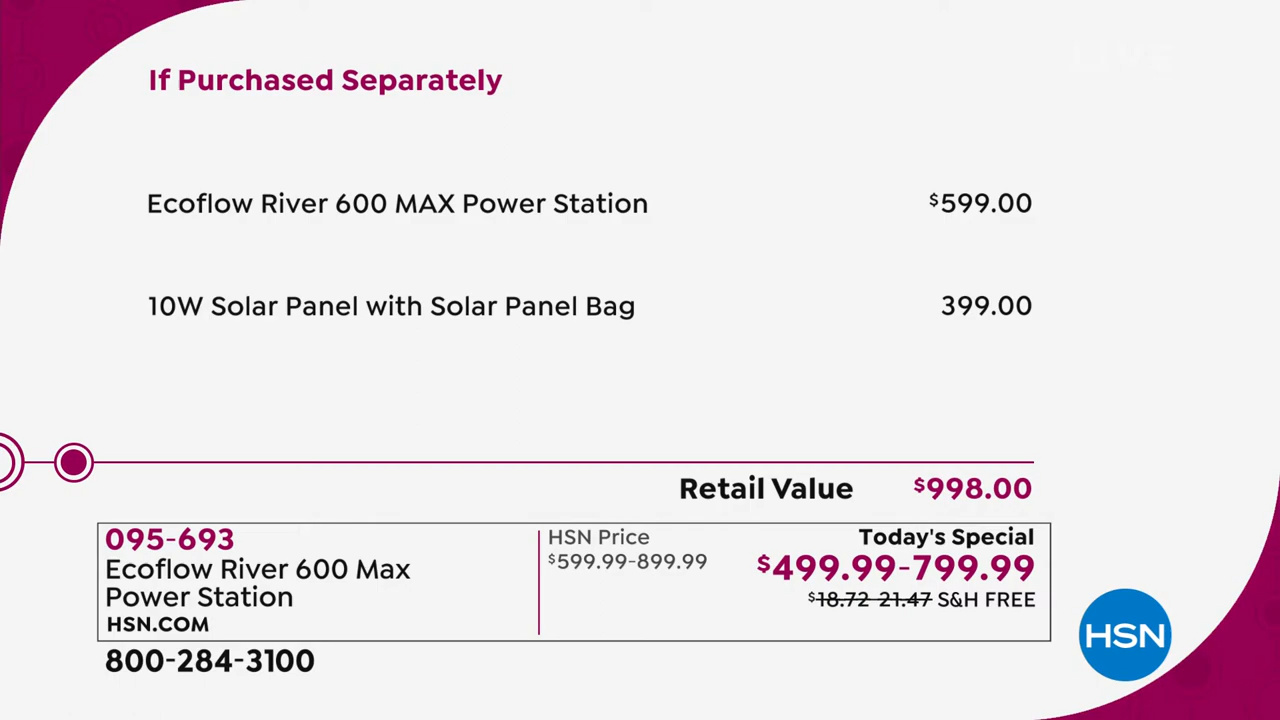 If Purchased Separately
Ecoflow River 600 MAX Power Station $599.00
10W Solar Panel with Solar Panel Bag 399.00
Retail Value $998.00
095-693
Ecoflow River 600 Max
Power Station
HSN.COM
HSN Price
$599.99-899.99
Today's Special
$499.99-799.99
$18.72-21.47 S&H FREE
800-284-3100
HSN